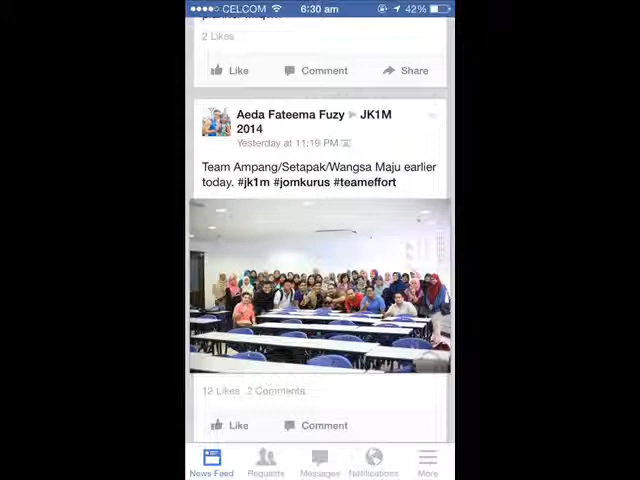 CELCOM 6:30 am 42%
2 Likes
Like Comment Share
Aeda Fateema Fuzy ▶ JK1M
2014
Yesterday at 11:19 PM
Team Ampang/Setapak/Wangsa Maju earlier
today. #jk1m #jomkurus #teameffort
12 Likes 2 Comments
Like Comment
News Feed Requests Messages Notifications More